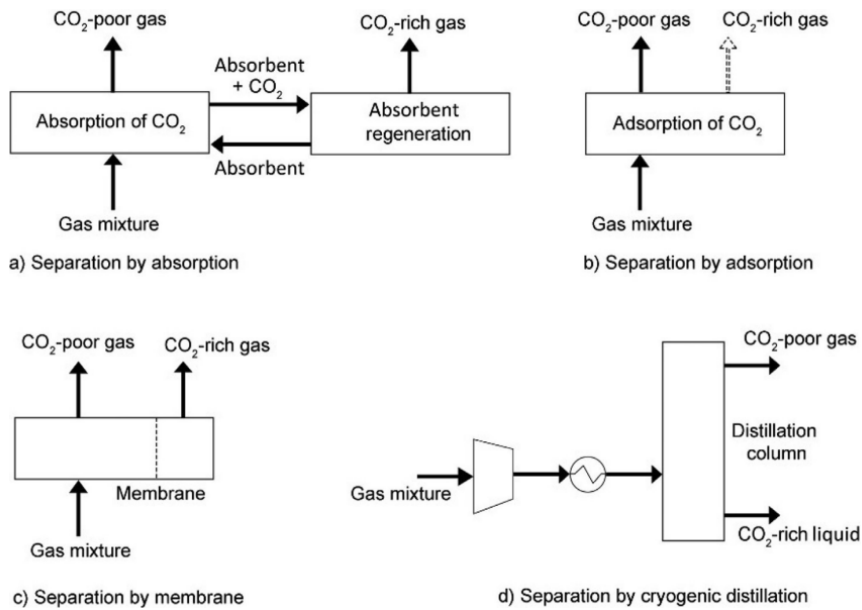 CO₂-poor gas
CO₂-rich gas
Absorbent
+ CO₂
Absorption of CO₂
Absorbent
regeneration
Absorbent
Gas mixture
a) Separation by absorption
CO₂-poor gas
CO₂-rich gas
Adsorption of CO₂
Gas mixture
b) Separation by adsorption
CO₂-poor gas
CO₂-rich gas
Membrane
Gas mixture
c) Separation by membrane
CO₂-poor gas
Distillation
column
Gas mixture
CO₂-rich liquid
d) Separation by cryogenic distillation